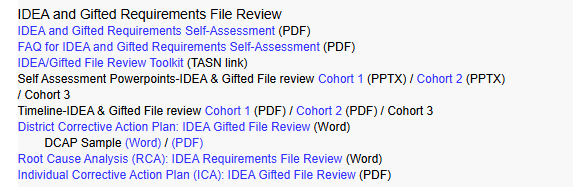 IDEA and Gifted Requirements File Review
IDEA and Gifted Requirements Self-Assessment (PDF)
FAQ for IDEA and Gifted Requirements Self-Assessment (PDF)
IDEA/Gifted File Review Toolkit (TASN link)
Self Assessment Powerpoints-IDEA & Gifted File review Cohort 1 (PPTX) / Cohort 2 (PPTX)
/ Cohort 3
Timeline-IDEA & Gifted File review Cohort 1 (PDF) / Cohort 2 (PDF) / Cohort 3
District Corrective Action Plan: IDEA Gifted File Review (Word)
DCAP Sample (Word) / (PDF)
Root Cause Analysis (RCA): IDEA Requirements File Review (Word)
Individual Corrective Action Plan (ICA): IDEA Gifted File Review (PDF)